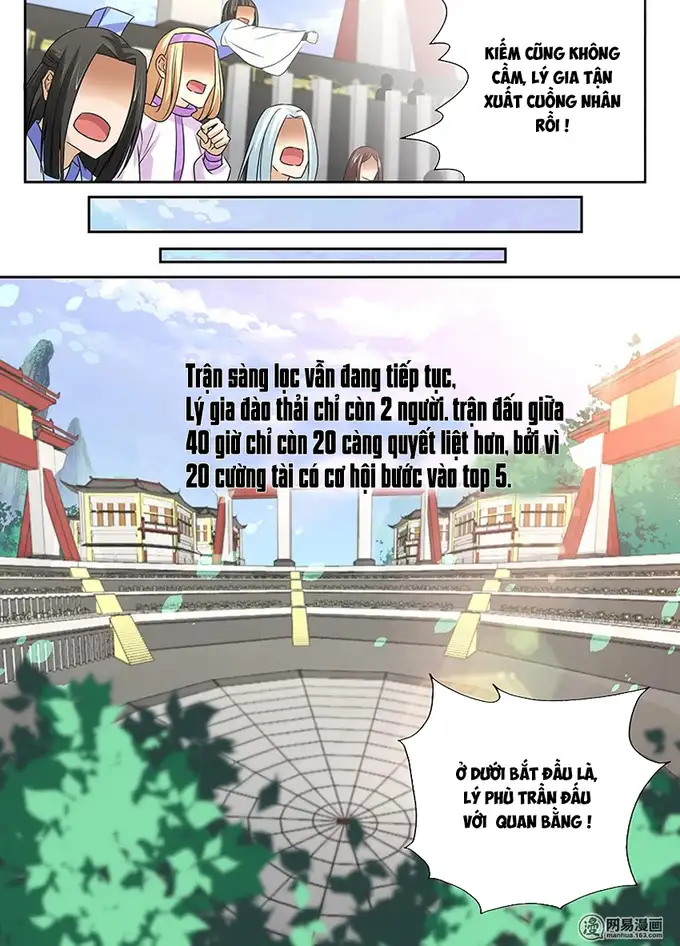 KIẾM CŨNG KHÔNG
CẦM, LÝ GIA TẬN
XUẤT CUỒNG NHÂN
RỒI !
Trận sàng lọc vẫn đang tiếp tục,
Lý gia đào thải chỉ còn 2 người. trận đấu giữa
40 giờ chỉ còn 20 càng quyết liệt hơn, bởi vì
20 cường tài có cơ hội bước vào top 5.
Ở DƯỚI BẮT ĐẦU LÀ,
LÝ PHÙ TRẦN ĐẤU
VỚI QUAN BẰNG !
网易漫画
manhua.163.com